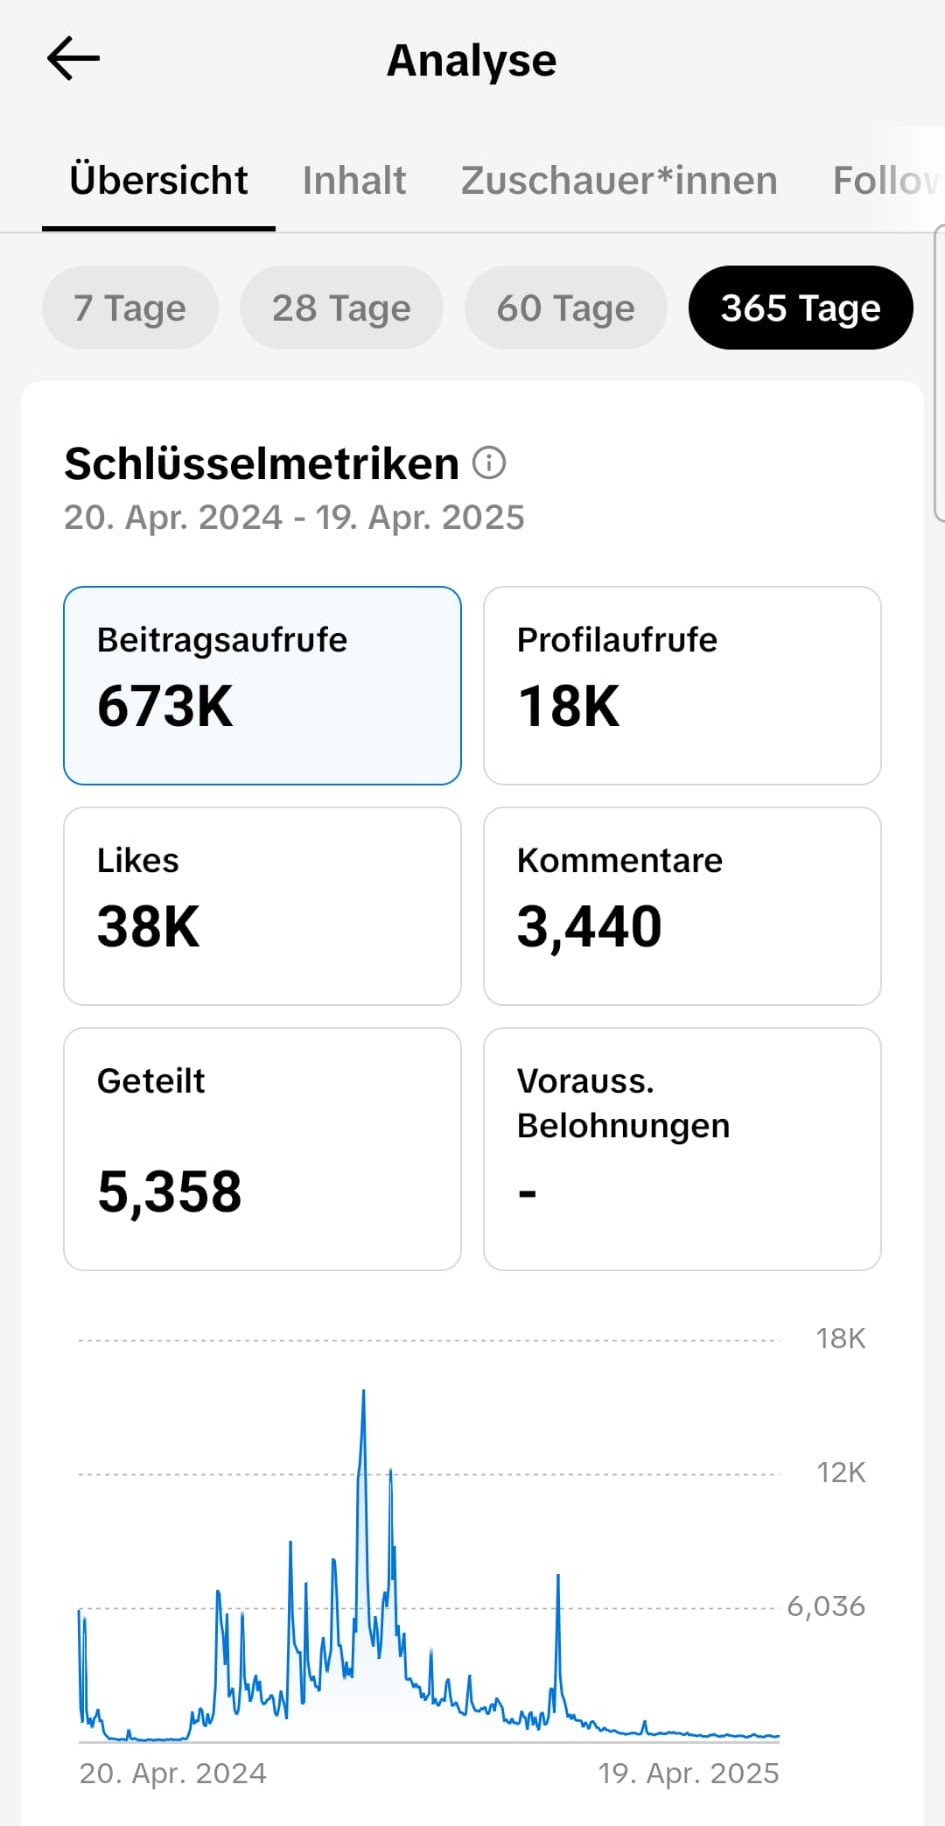 Analyse
Übersicht Inhalt Zuschauer*innen Follow
7 Tage 28 Tage 60 Tage 365 Tage
Schlüsselmetriken
20. Apr. 2024 - 19. Apr. 2025
Beitragsaufrufe
673K
Profilaufrufe
18K
Likes
38K
Kommentare
3,440
Geteilt
5,358
Vorauss.
Belohnungen
-
18K
12K
6,036
20. Apr. 2024 19. Apr. 2025